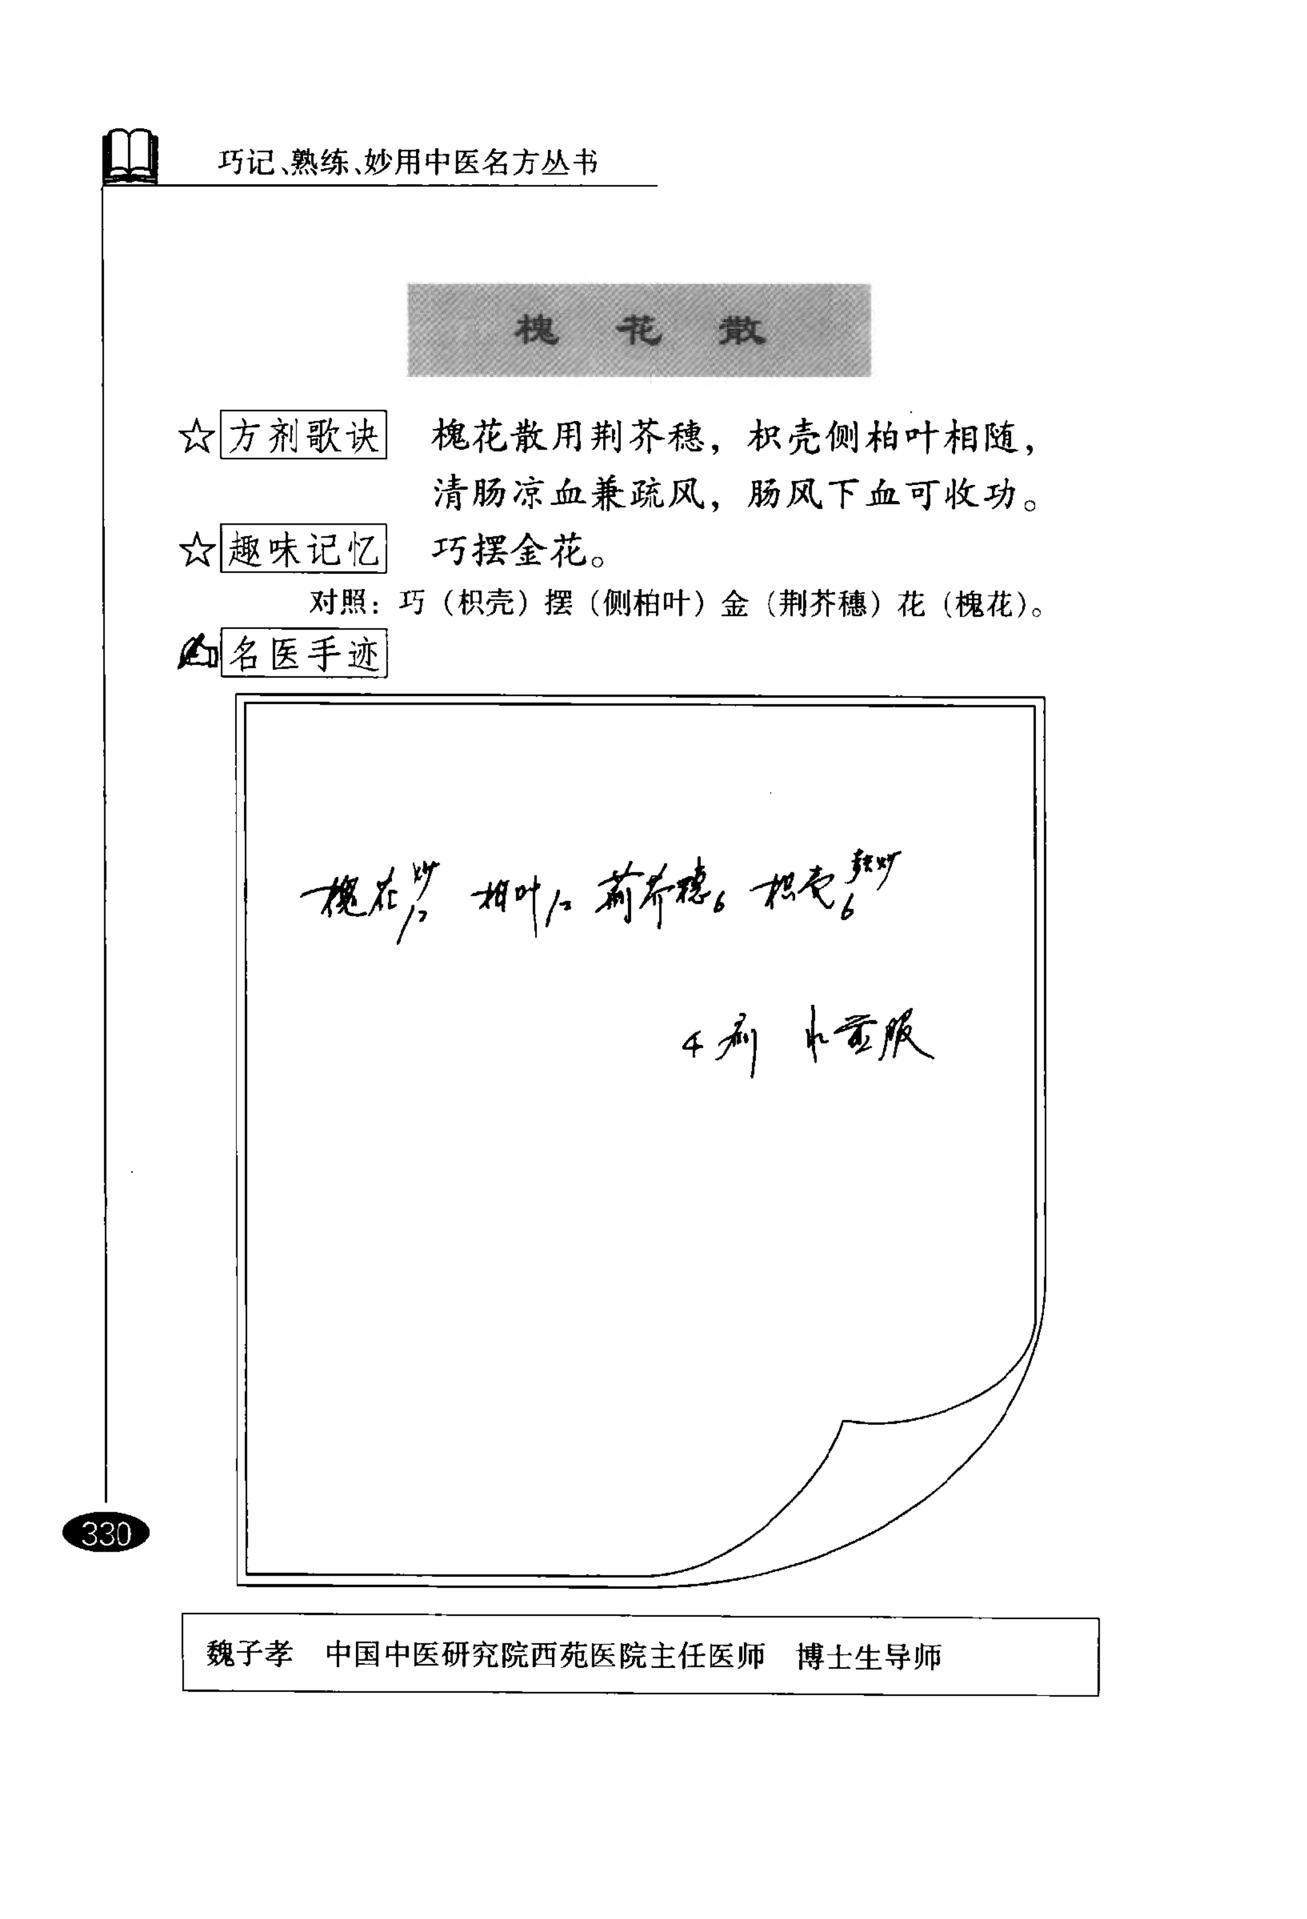 巧记、熟练、妙用中医名方丛书
槐花散
☆方剂歌诀 槐花散用荆芥穗，枳壳侧柏叶相随，
清肠凉血兼疏风，肠风下血可收功。
☆趣味记忆 巧摆金花。
对照：巧（枳壳）摆（侧柏叶）金（荆芥穗）花（槐花）。
名医手迹
槐花炒12 柏叶12 荆芥穗6 枳壳麸炒6
4剂 水煎服
330
魏子孝 中国中医研究院西苑医院主任医师 博士生导师